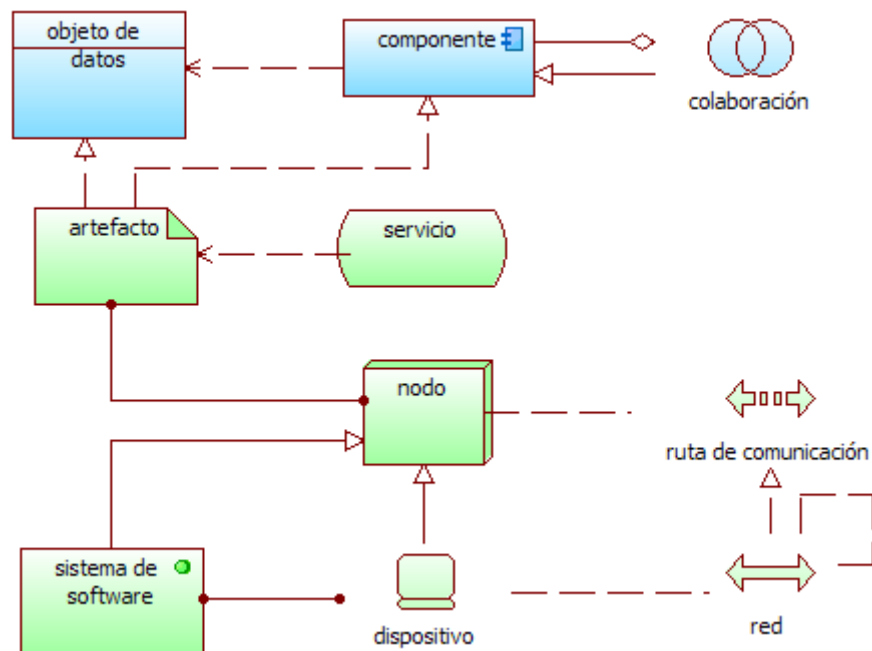 objeto de
datos
componente
colaboración
artefacto
servicio
nodo
ruta de comunicación
sistema de
software
dispositivo
red